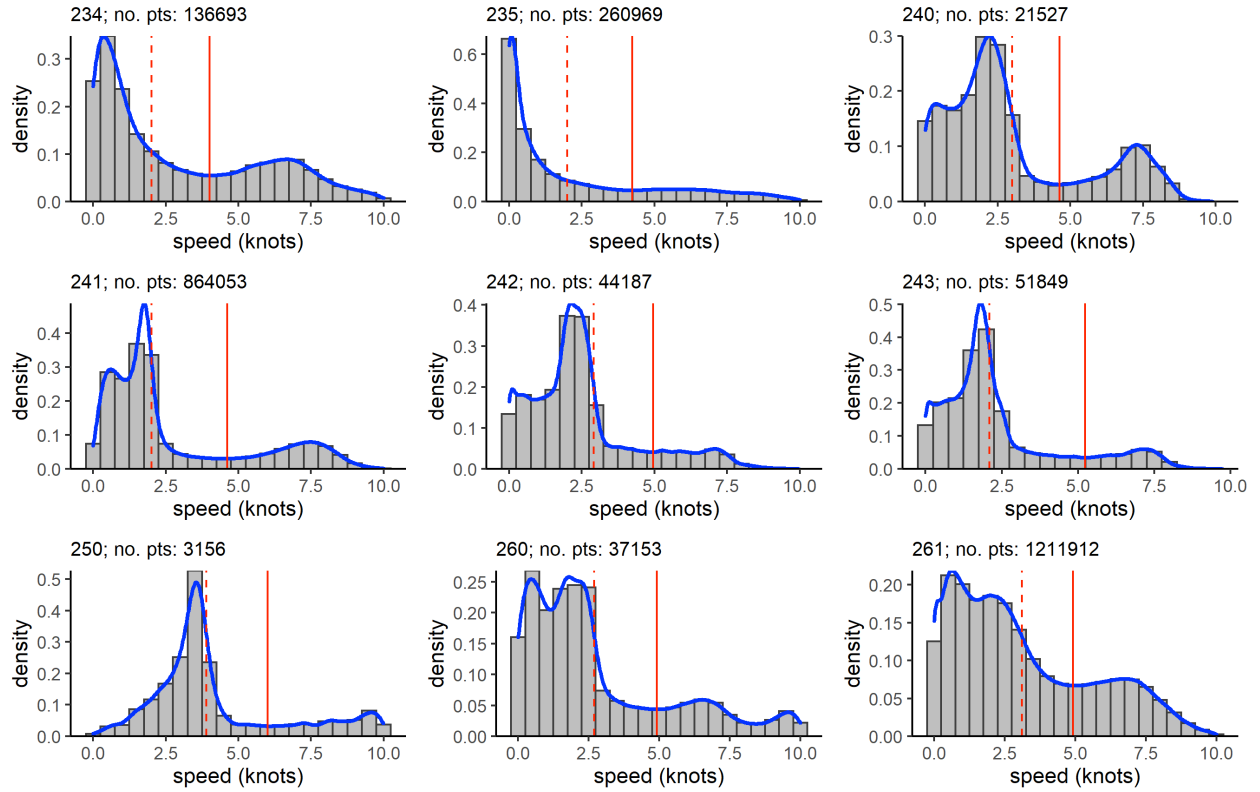 234; no. pts: 136693
0.3
0.2
0.1
0.0
density
0.0 2.5 5.0 7.5 10.0
speed (knots)
235; no. pts: 260969
0.6
0.4
0.2
0.0
density
0.0 2.5 5.0 7.5 10.0
speed (knots)
240; no. pts: 21527
0.3
0.2
0.1
0.0
density
0.0 2.5 5.0 7.5 10.0
speed (knots)
241; no. pts: 864053
0.4
0.3
0.2
0.1
0.0
density
0.0 2.5 5.0 7.5 10.0
speed (knots)
242; no. pts: 44187
0.4
0.3
0.2
0.1
0.0
density
0.0 2.5 5.0 7.5 10.0
speed (knots)
243; no. pts: 51849
0.5
0.4
0.3
0.2
0.1
0.0
density
0.0 2.5 5.0 7.5 10.0
speed (knots)
250; no. pts: 3156
0.5
0.4
0.3
0.2
0.1
0.0
density
0.0 2.5 5.0 7.5 10.0
speed (knots)
260; no. pts: 37153
0.25
0.20
0.15
0.10
0.05
0.00
density
0.0 2.5 5.0 7.5 10.0
speed (knots)
261; no. pts: 1211912
0.20
0.15
0.10
0.05
0.00
density
0.0 2.5 5.0 7.5 10.0
speed (knots)